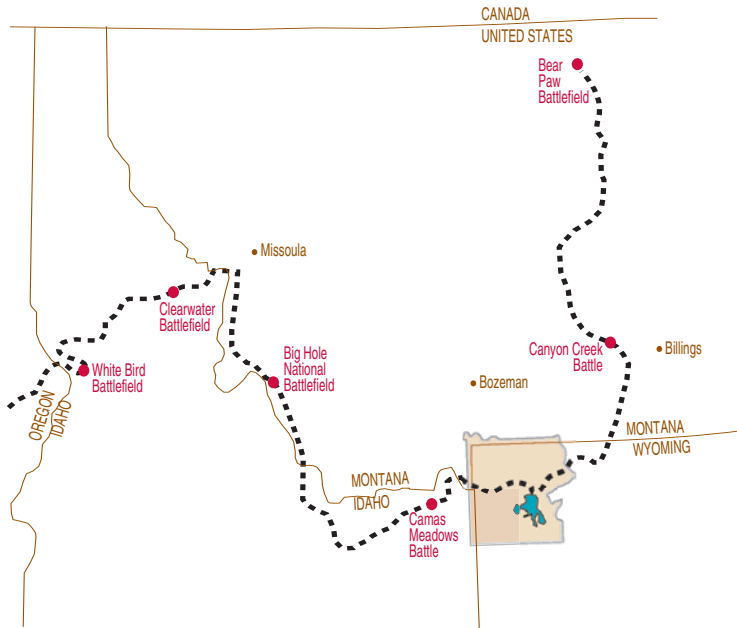 CANADA
UNITED STATES
Bear
Paw
Battlefield
Missoula
Clearwater
Battlefield
White Bird
Battlefield
Big Hole
National
Battlefield
Canyon Creek
Battle
Billings
Bozeman
OREGON
IDAHO
MONTANA
WYOMING
MONTANA
IDAHO
Camas
Meadows
Battle